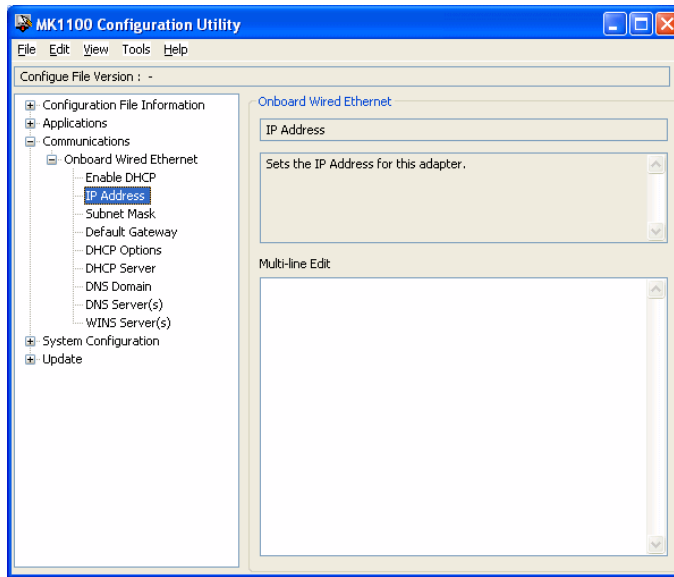 MK1100 Configuration Utility
File Edit View Tools Help
Configue File Version : -
Configuration File Information
Applications
Communications
Onboard Wired Ethernet
Enable DHCP
IP Address
Subnet Mask
Default Gateway
DHCP Options
DHCP Server
DNS Domain
DNS Server(s)
WINS Server(s)
System Configuration
Update
Onboard Wired Ethernet
IP Address
Sets the IP Address for this adapter.
Multi-line Edit